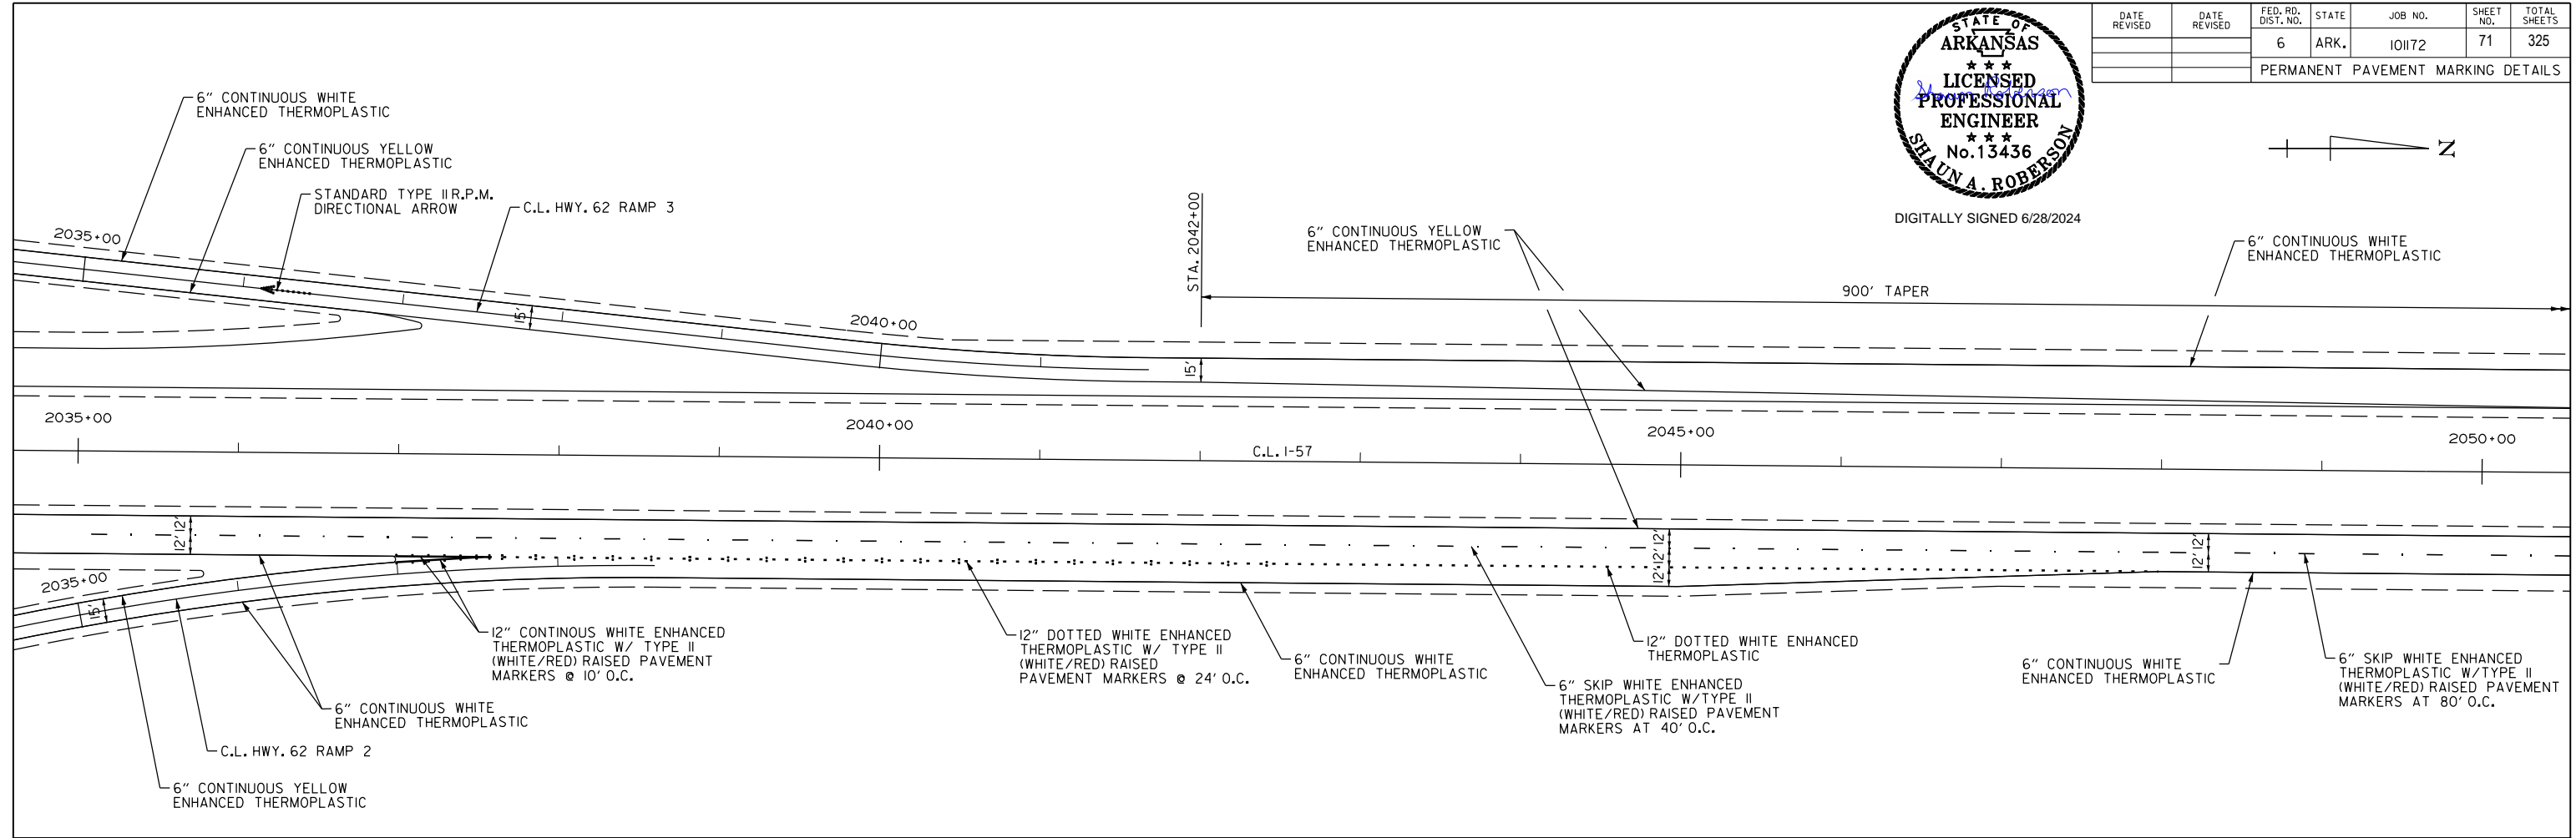 DATE REVISED
DATE REVISED
FED. RD. DIST. NO.
STATE
JOB NO.
SHEET NO.
TOTAL SHEETS
6
ARK.
101172
71
325
PERMANENT PAVEMENT MARKING DETAILS
STATE OF
ARKANSAS
LICENSED
PROFESSIONAL
ENGINEER
No.13436
SHAUN A. ROBERSON
Shaun Roberson
DIGITALLY SIGNED 6/28/2024
N
6" CONTINUOUS WHITE
ENHANCED THERMOPLASTIC
6" CONTINUOUS YELLOW
ENHANCED THERMOPLASTIC
STANDARD TYPE II R.P.M.
DIRECTIONAL ARROW
C.L. HWY. 62 RAMP 3
2035+00
15'
2040+00
STA. 2042+00
15'
6" CONTINUOUS YELLOW
ENHANCED THERMOPLASTIC
900' TAPER
6" CONTINUOUS WHITE
ENHANCED THERMOPLASTIC
2035+00
2040+00
C.L. I-57
2045+00
2050+00
12' 12'
12' 12' 12'
12' 12'
2035+00
15'
12" CONTINOUS WHITE ENHANCED
THERMOPLASTIC W/ TYPE II
(WHITE/RED) RAISED PAVEMENT
MARKERS @ 10' O.C.
6" CONTINUOUS WHITE
ENHANCED THERMOPLASTIC
C.L. HWY. 62 RAMP 2
6" CONTINUOUS YELLOW
ENHANCED THERMOPLASTIC
12" DOTTED WHITE ENHANCED
THERMOPLASTIC W/ TYPE II
(WHITE/RED) RAISED
PAVEMENT MARKERS @ 24' O.C.
6" CONTINUOUS WHITE
ENHANCED THERMOPLASTIC
6" SKIP WHITE ENHANCED
THERMOPLASTIC W/TYPE II
(WHITE/RED) RAISED PAVEMENT
MARKERS AT 40' O.C.
12" DOTTED WHITE ENHANCED
THERMOPLASTIC
6" CONTINUOUS WHITE
ENHANCED THERMOPLASTIC
6" SKIP WHITE ENHANCED
THERMOPLASTIC W/TYPE II
(WHITE/RED) RAISED PAVEMENT
MARKERS AT 80' O.C.